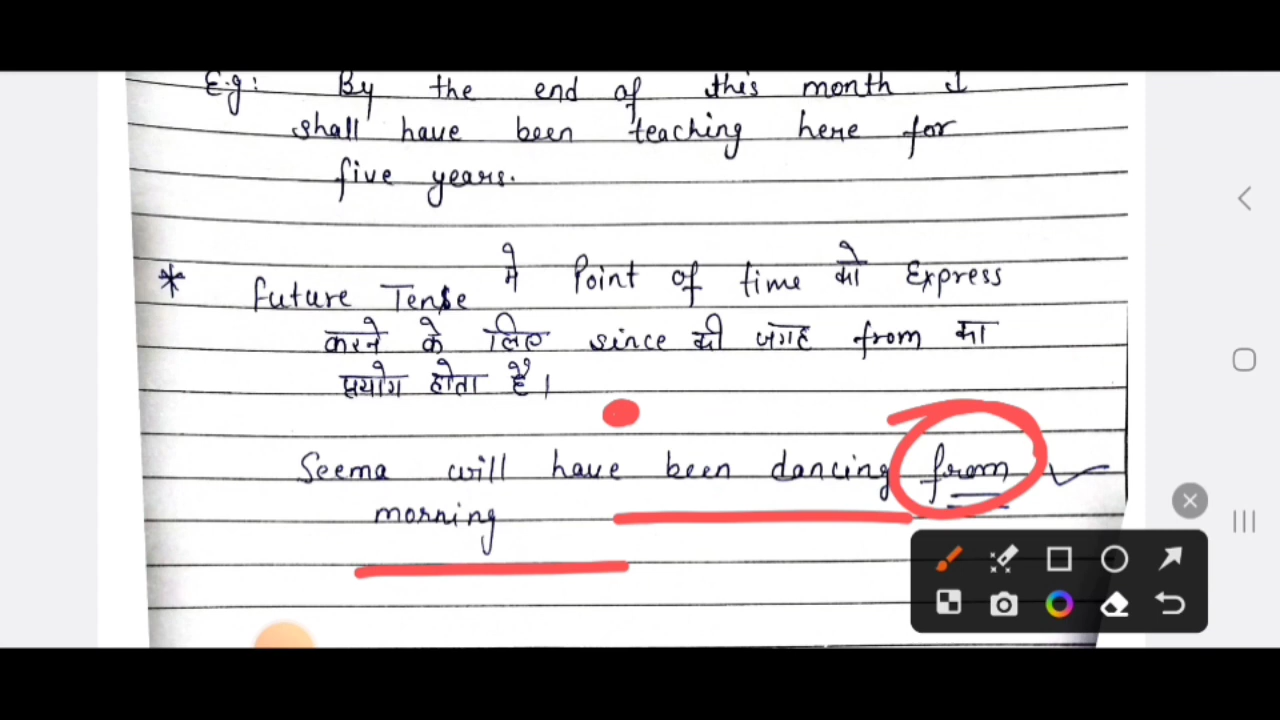 E.g: By the end of this month I
shall have been teaching here for
five years.
* Future Tense में Point of time को Express
करने के लिए since की जगह from का
प्रयोग होता है।
Seema will have been dancing from
morning